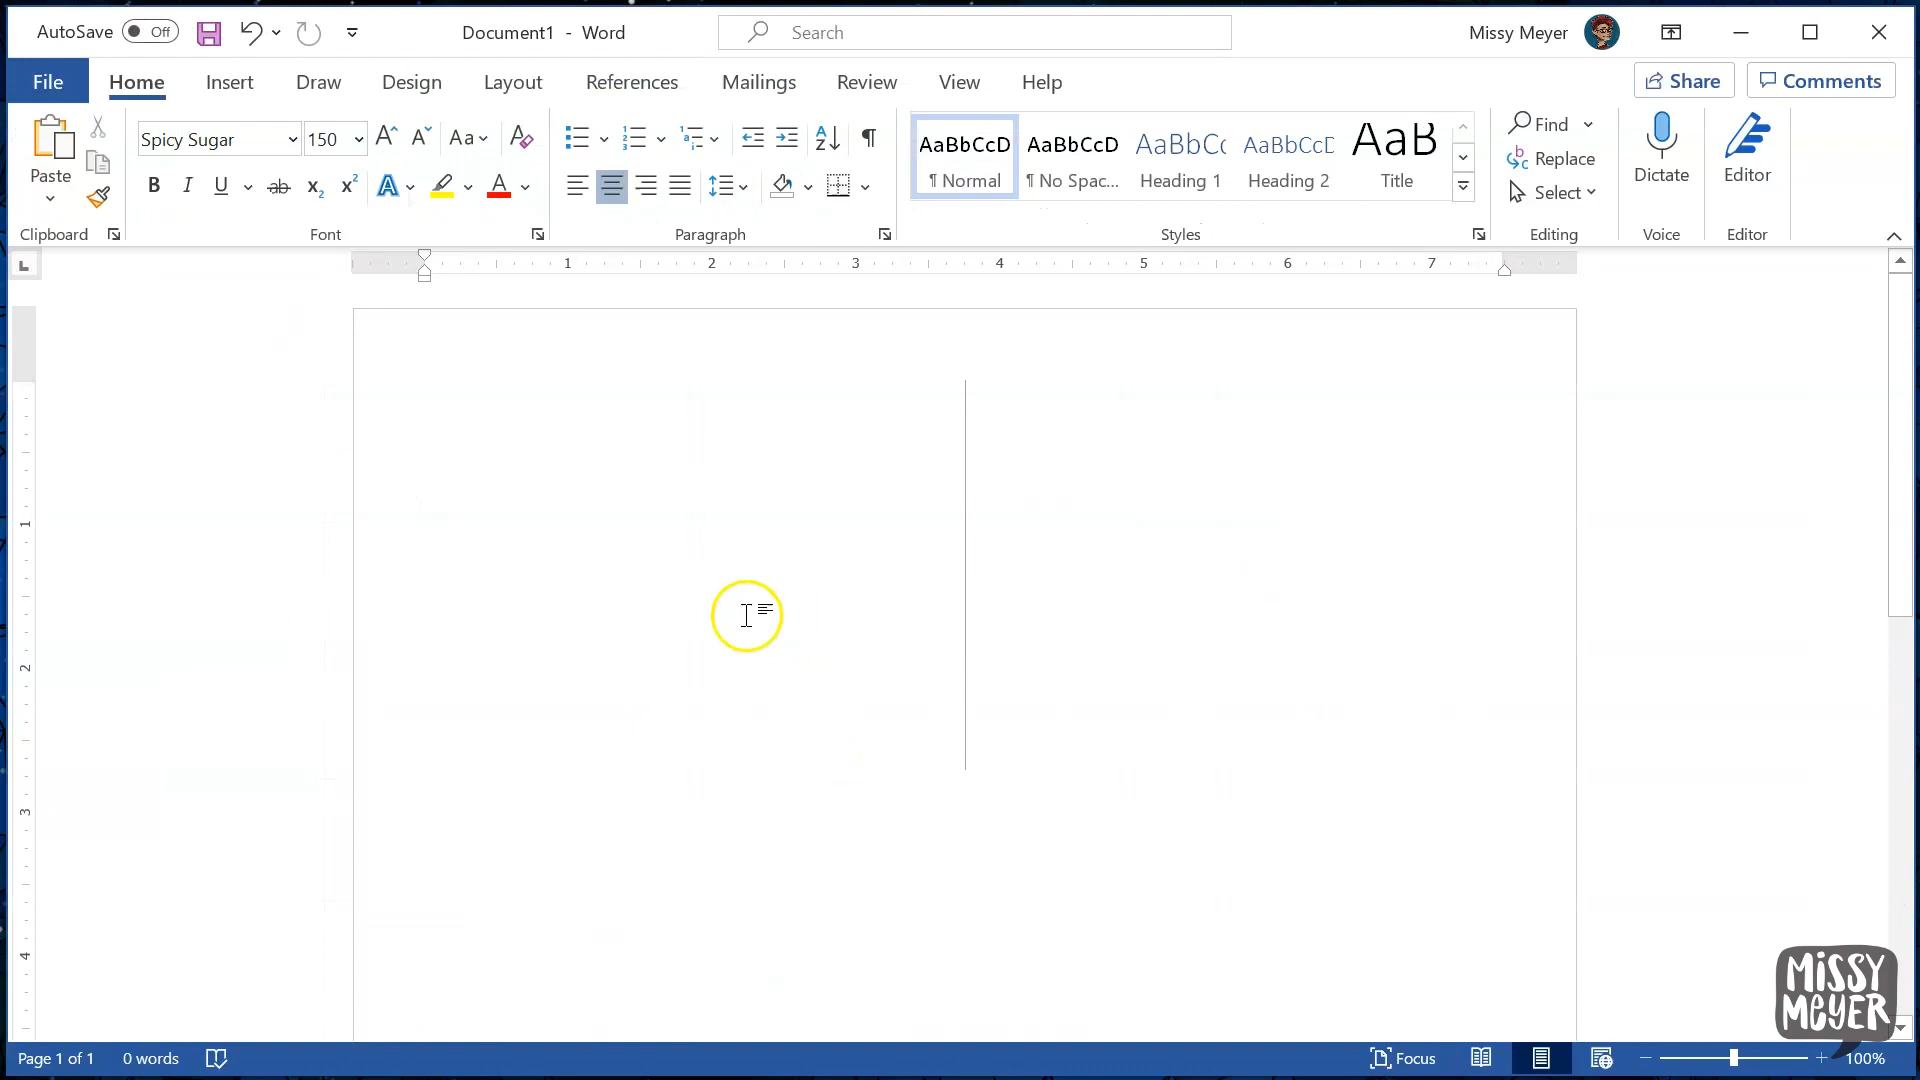 AutoSave Off Document1 - Word Search Missy Meyer
File Home Insert Draw Design Layout References Mailings Review View Help Share Comments
Paste
Clipboard
Spicy Sugar 150 A A Aa A
B I U ab x₂ x² A A
Font
A Z ¶
Paragraph
AaBbCcD AaBbCcD AaBbCc AaBbCcD AaB
¶ Normal ¶ No Spac... Heading 1 Heading 2 Title
Styles
Find
Replace
Select
Editing
Dictate
Voice
Editor
Editor
1 2 3 4 5 6 7
1
2
3
4
MISSY
MEYER
Page 1 of 1 0 words Focus 100%